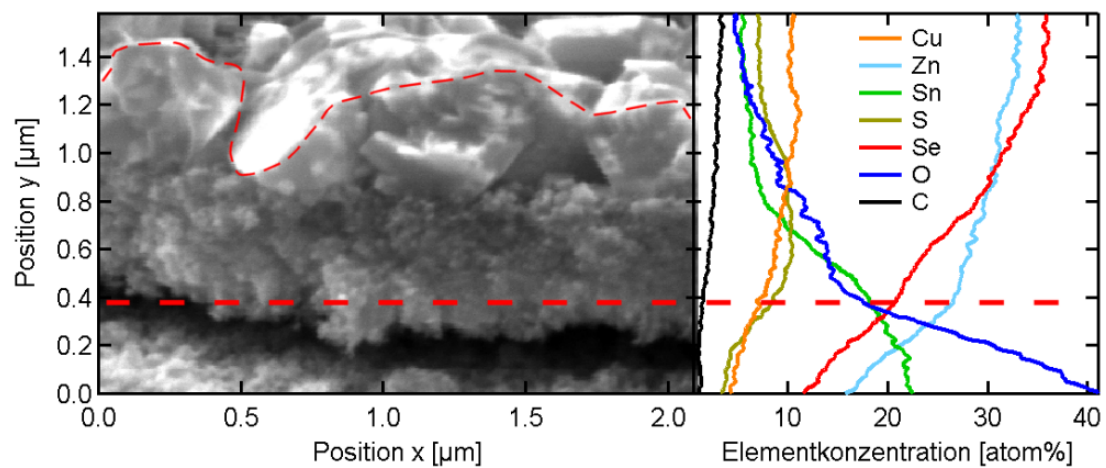 Position y [µm]
1.4
1.2
1.0
0.8
0.6
0.4
0.2
0.0
0.0
0.5
1.0
1.5
2.0
Position x [µm]
Cu
Zn
Sn
S
Se
O
C
10
20
30
40
Elementkonzentration [atom%]